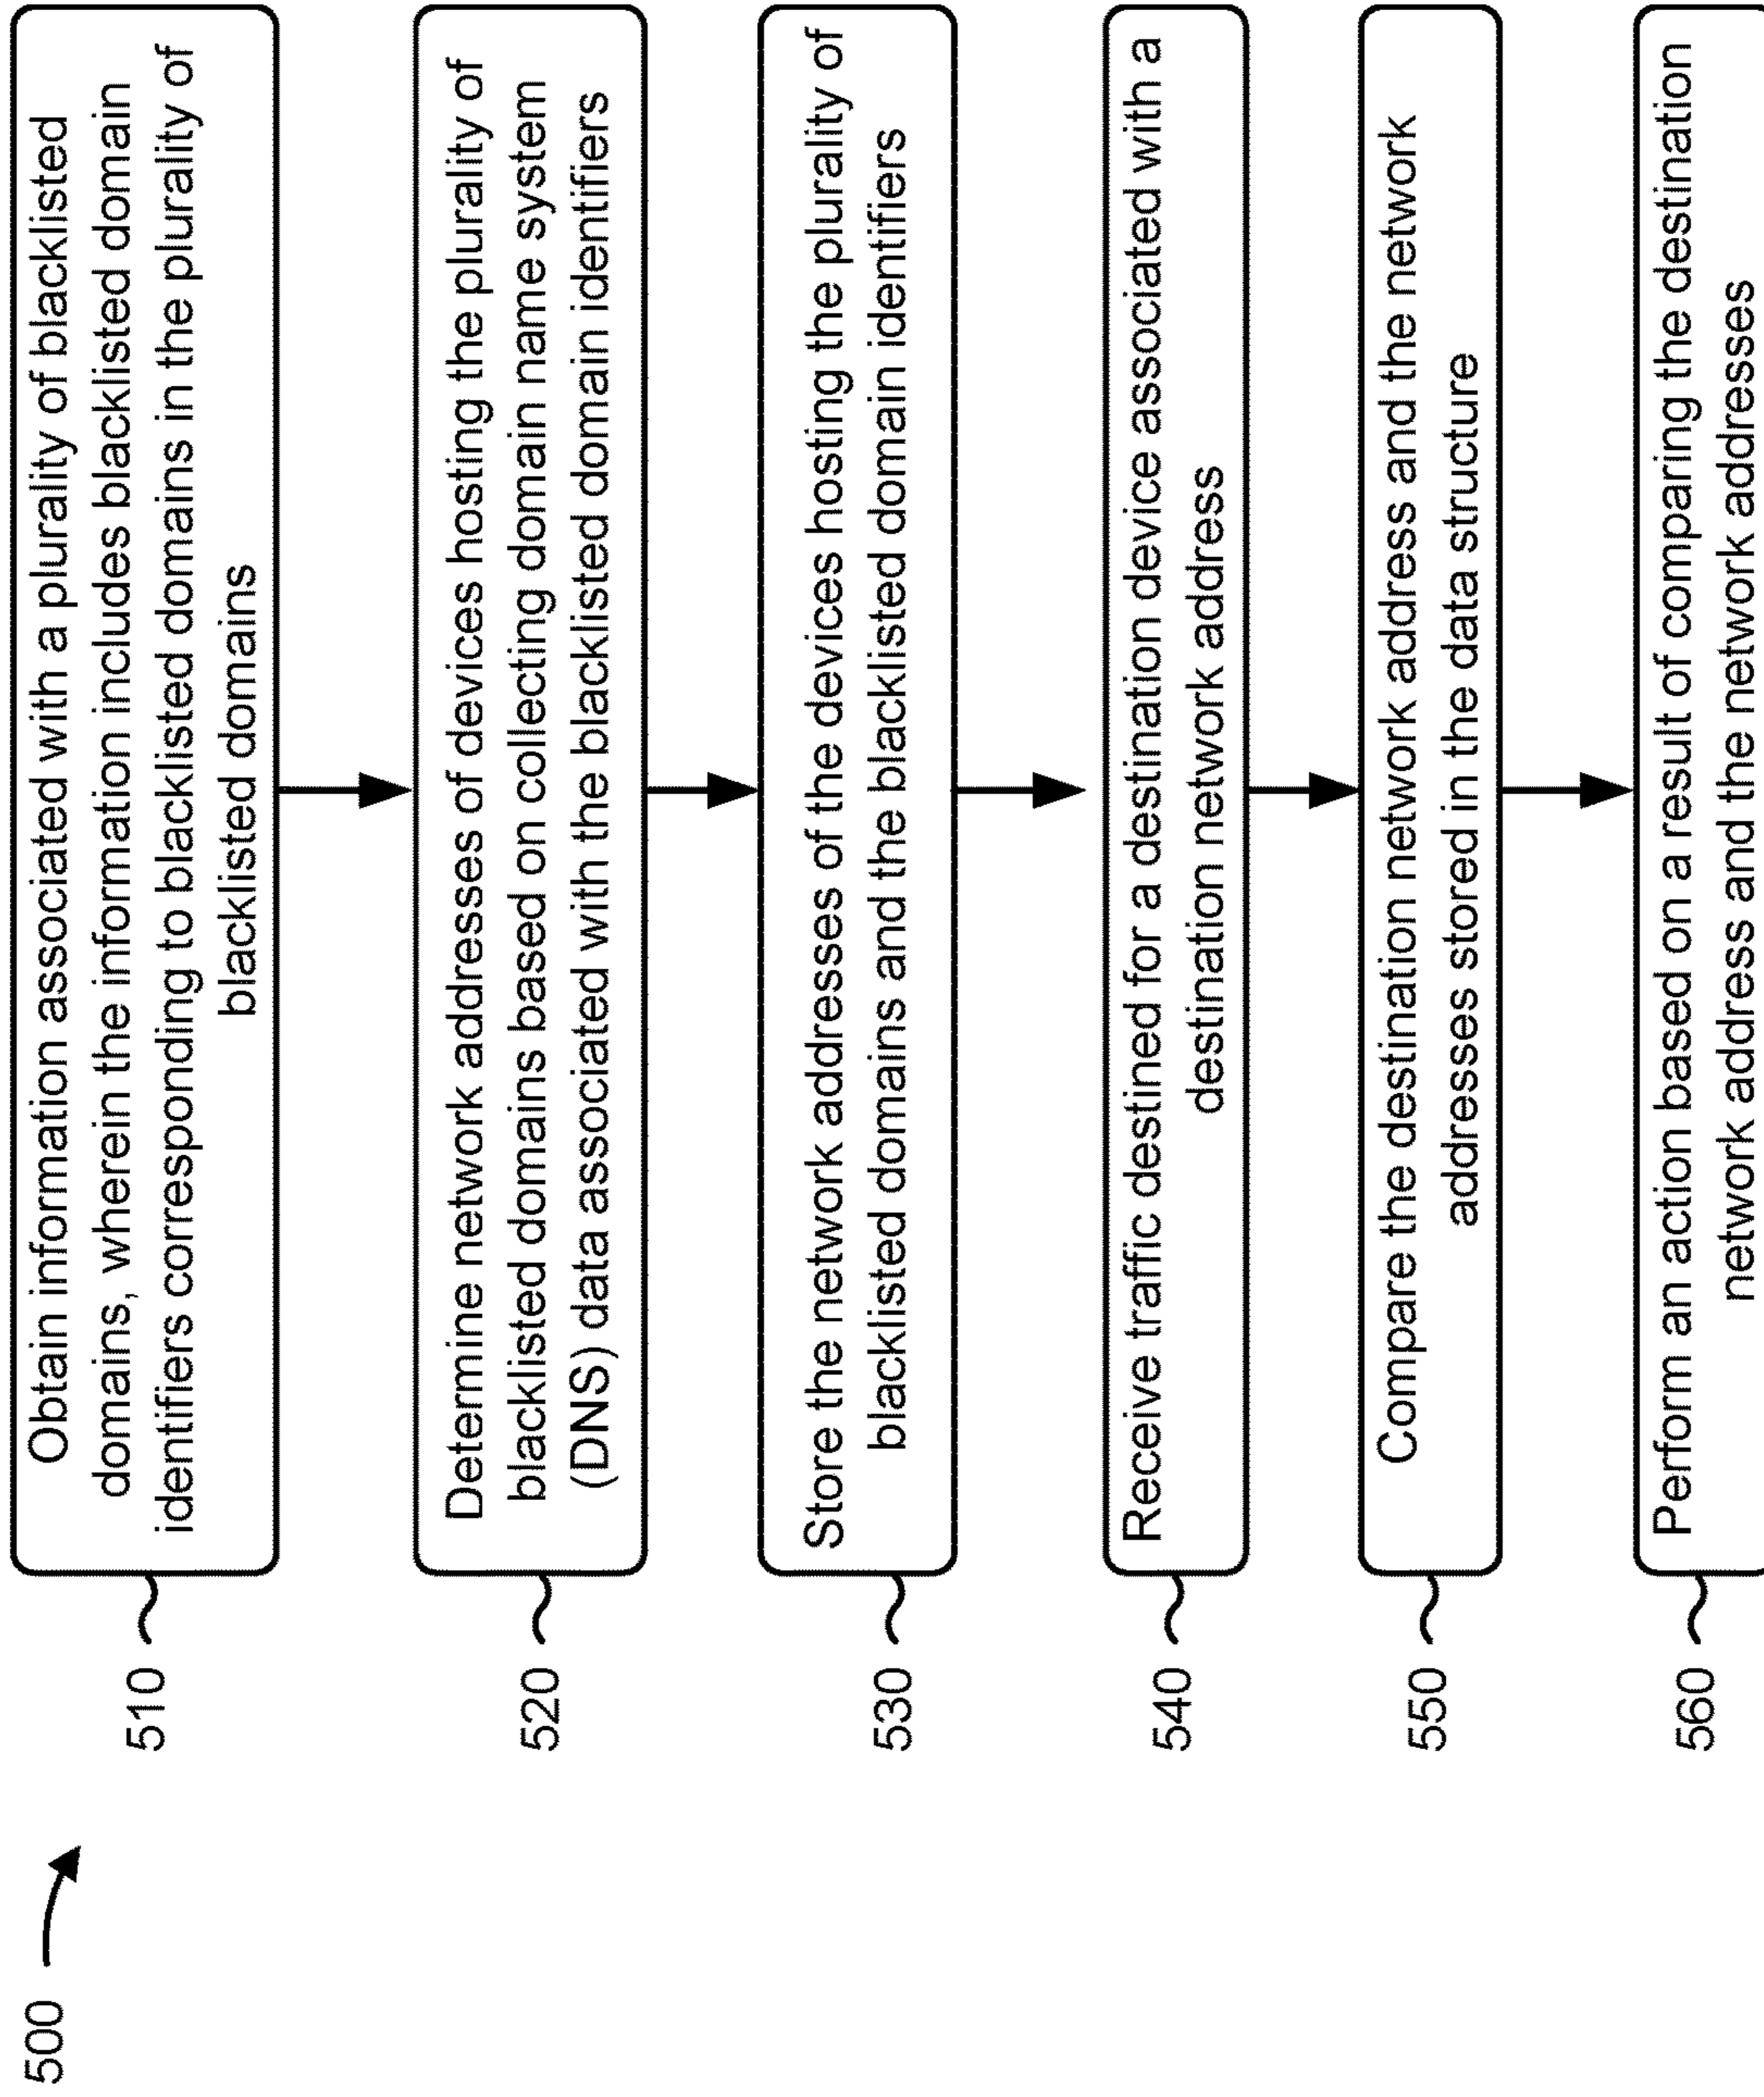 500
510
Obtain information associated with a plurality of blacklisted
domains, wherein the information includes blacklisted domain
identifiers corresponding to blacklisted domains in the plurality of
blacklisted domains
520
Determine network addresses of devices hosting the plurality of
blacklisted domains based on collecting domain name system
(DNS) data associated with the blacklisted domain identifiers
530
Store the network addresses of the devices hosting the plurality of
blacklisted domains and the blacklisted domain identifiers
540
Receive traffic destined for a destination device associated with a
destination network address
550
Compare the destination network address and the network
addresses stored in the data structure
560
Perform an action based on a result of comparing the destination
network address and the network addresses